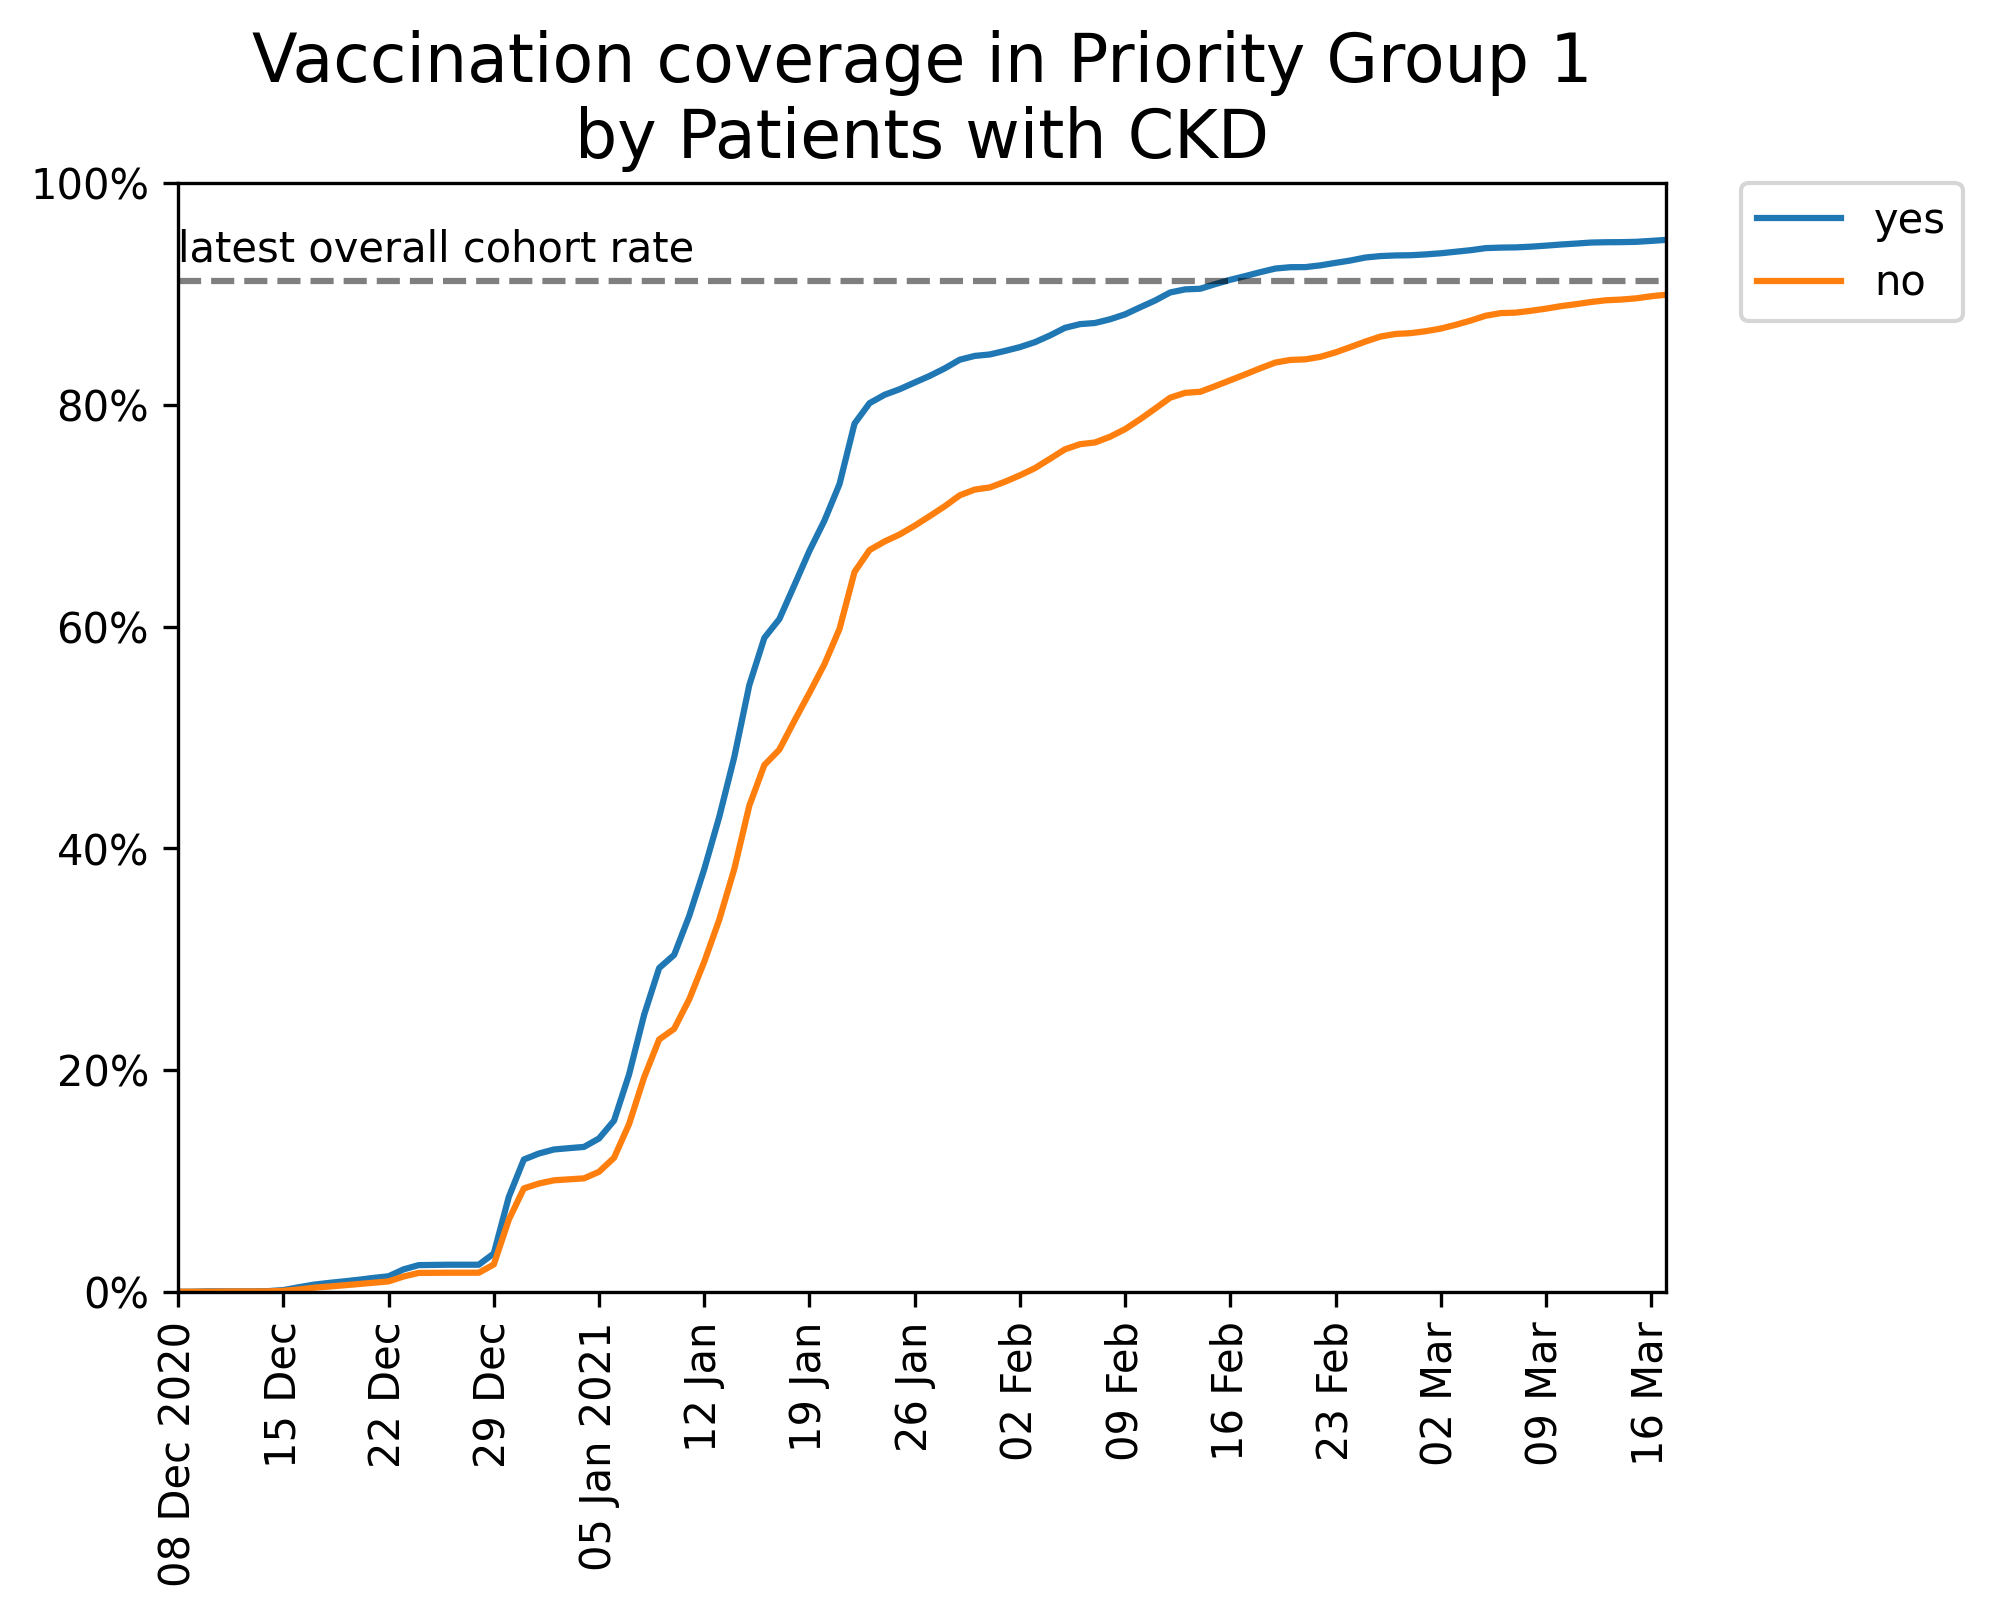 Vaccination coverage in Priority Group 1
by Patients with CKD
100%
80%
60%
40%
20%
0%
latest overall cohort rate
yes
no
08 Dec 2020
15 Dec
22 Dec
29 Dec
05 Jan 2021
12 Jan
19 Jan
26 Jan
02 Feb
09 Feb
16 Feb
23 Feb
02 Mar
09 Mar
16 Mar